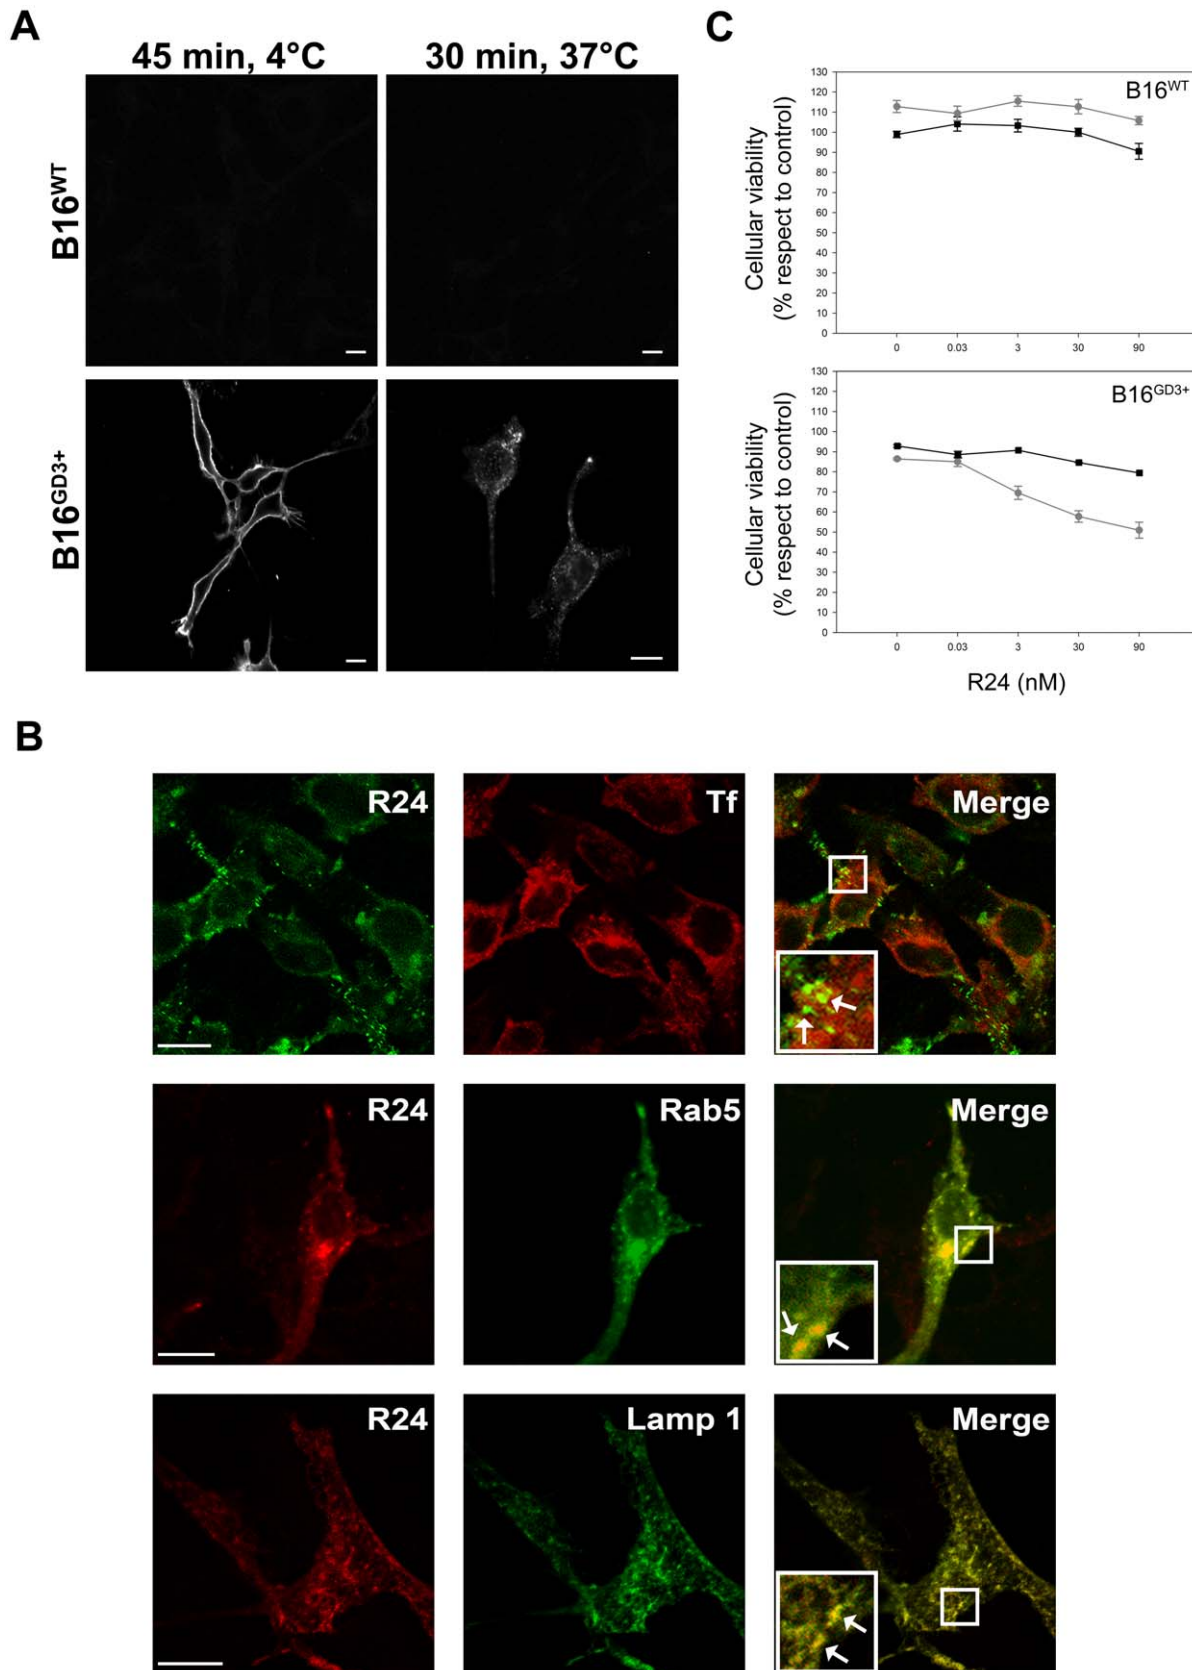 A
45 min, 4°C
30 min, 37°C
B16WT
B16GD3+
C
B16WT
130
120
110
100
90
80
70
60
50
40
30
20
10
0
0 0.03 3 30 90
Cellular viability
(% respect to control)
B16GD3+
130
120
110
100
90
80
70
60
50
40
30
20
10
0
0 0.03 3 30 90
Cellular viability
(% respect to control)
R24 (nM)
B
R24
Tf
Merge
R24
Rab5
Merge
R24
Lamp 1
Merge